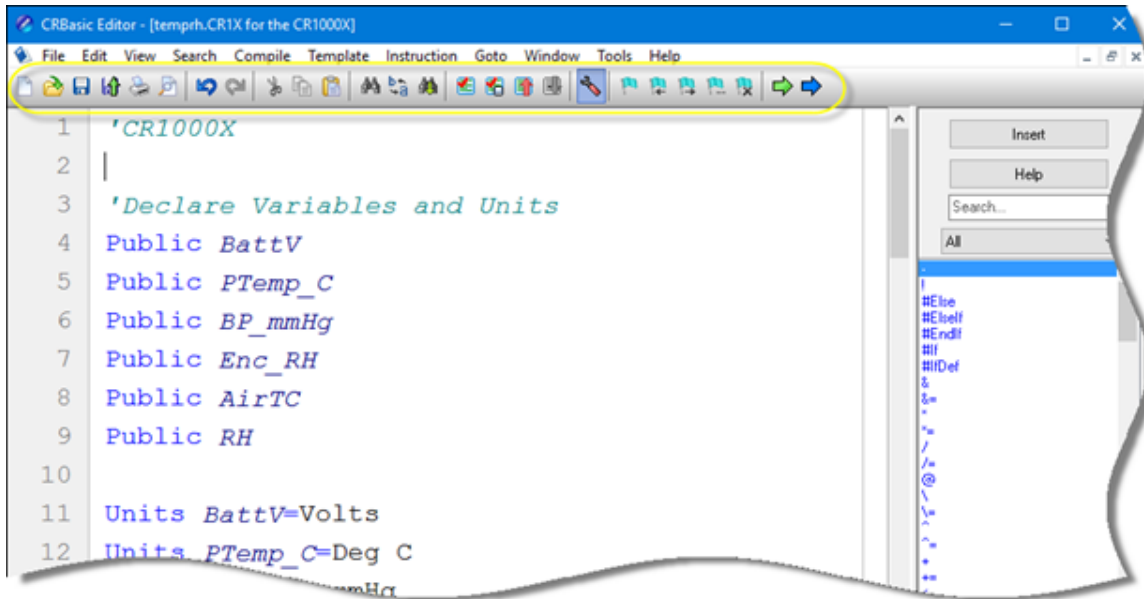 CRBasic Editor - [temprh.CR1X for the CR1000X]
File Edit View Search Compile Template Instruction Goto Window Tools Help
1 'CR1000X
2
3 'Declare Variables and Units
4 Public BattV
5 Public PTemp_C
6 Public BP_mmHg
7 Public Enc_RH
8 Public AirTC
9 Public RH
10
11 Units BattV=Volts
12 Units PTemp_C=Deg C
mmHg
Insert
Help
Search...
All
-
!
#Else
#ElseIf
#EndIf
#If
#IfDef
&
&=
*
*=
/
/=
@
\
\=
^
^=
+
+=